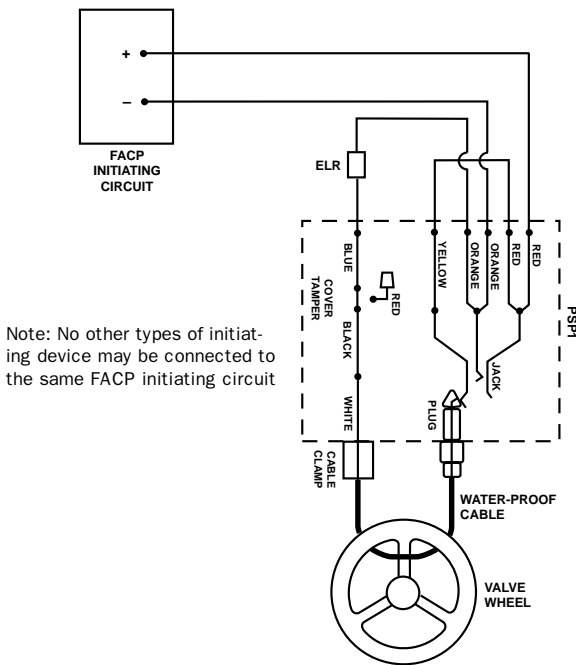 +
–
FACP
INITIATING
CIRCUIT
ELR
BLUE
YELLOW
ORANGE
ORANGE
RED
RED
COVER
TAMPER
RED
PSP1
BLACK
JACK
Note: No other types of initiat-
ing device may be connected to
the same FACP initiating circuit
WHITE
PLUG
CABLE
CLAMP
WATER-PROOF
CABLE
VALVE
WHEEL